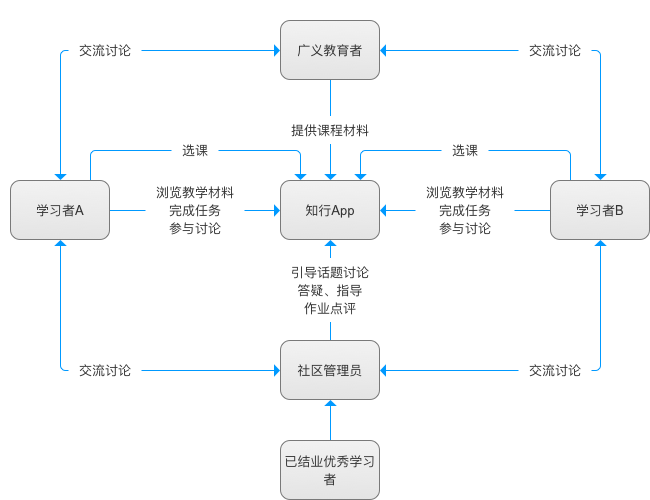 交流讨论
广义教育者
交流讨论
提供课程材料
选课
选课
学习者A
浏览教学材料
完成任务
参与讨论
知行App
浏览教学材料
完成任务
参与讨论
学习者B
引导话题讨论
答疑、指导
作业点评
交流讨论
社区管理员
交流讨论
已结业优秀学习
者